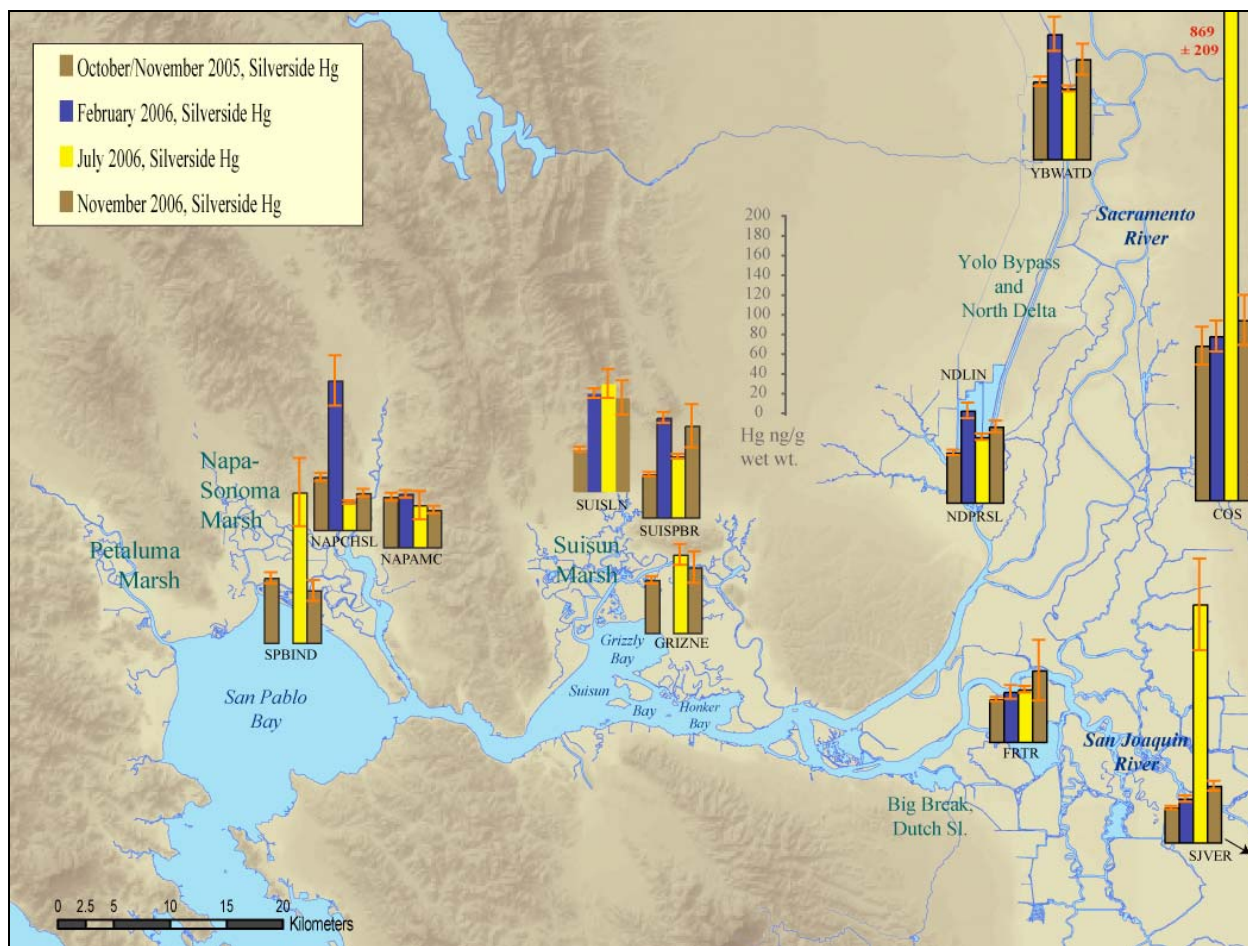 October/November 2005, Silverside Hg
February 2006, Silverside Hg
July 2006, Silverside Hg
November 2006, Silverside Hg
869
± 209
YBWATD
Sacramento
River
Yolo Bypass
and
North Delta
200
180
160
140
120
100
80
60
40
20
0
Hg ng/g
wet wt.
NDLIN
NDPRSL
COS
Napa-
Sonoma
Marsh
NAPCHSL
NAPAMC
SUISLN
SUISPBR
Petaluma
Marsh
Suisun
Marsh
SPBIND
GRIZNE
Grizzly
Bay
San Pablo
Bay
Suisun
Bay
Honker
Bay
FRTR
San Joaquin
River
Big Break,
Dutch Sl.
SJVER
0 2.5 5 10 15 20
Kilometers